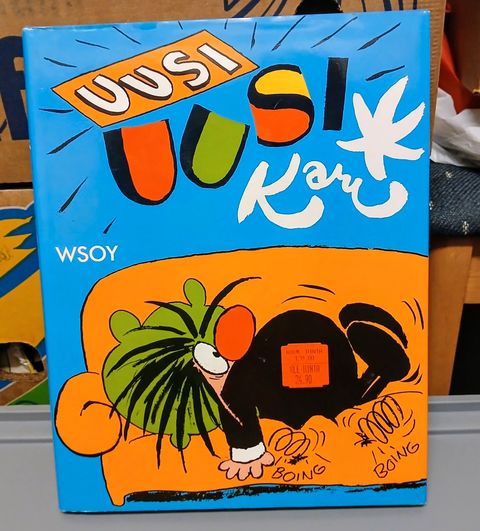 UUSI
UUSI
Kari
WSOY
ALE-HINTA
24.90
BOING
BOING